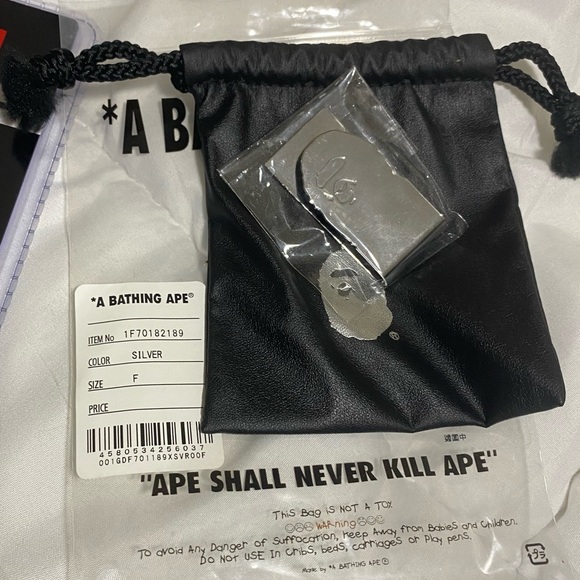 *A BA
*A BATHING APE®
ITEM No 1F70182189
COLOR SILVER
SIZE F
PRICE
4580534256037
001GDF701189XSVR00F
®
"APE SHALL NEVER KILL APE"
This Bag is NOT A TOY
WARning
To avoid Any Danger of Suffocation, Keep Away from Babies and Children.
DO NOT USE In Cribs, beds, carriages or Play pens.
Made by *A BATHING APE®